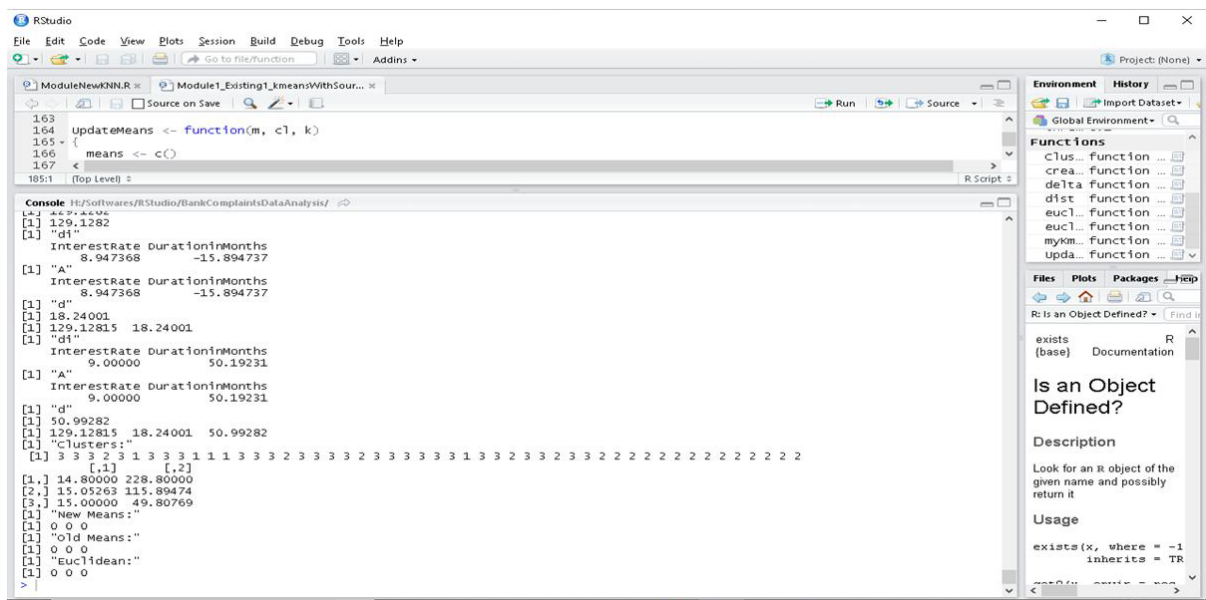 RStudio
File Edit Code View Plots Session Build Debug Tools Help
Go to file/function Addins Project: (None)
ModuleNewKNN.R Module1_Existing1_kmeansWithSour...
Source on Save Run Source
163
164 UpdateMeans <- function(m, cl, k)
165 {
166 means <- c()
167
185:1 (Top Level) R Script
Console H:/Softwares/RStudio/BankComplaintsDataAnalysis/
[1] 129.1282
[1] 129.1282
[1] "di"
InterestRate DurationinMonths
8.947368 -15.894737
[1] "A"
InterestRate DurationinMonths
8.947368 -15.894737
[1] "d"
[1] 18.24001
[1] 129.12815 18.24001
[1] "di"
InterestRate DurationinMonths
9.00000 50.19231
[1] "A"
InterestRate DurationinMonths
9.00000 50.19231
[1] "d"
[1] 50.99282
[1] 129.12815 18.24001 50.99282
[1] "Clusters:"
[1] 3 3 3 2 3 1 3 3 3 1 1 1 3 3 3 2 3 3 3 3 2 3 3 3 3 3 3 1 3 3 2 3 3 2 3 3 2 2 2 2 2 2 2 2 2 2 2 2 2 2
[,1] [,2]
[1,] 14.80000 228.80000
[2,] 15.05263 115.89474
[3,] 15.00000 49.80769
[1] "New Means:"
[1] 0 0 0
[1] "Old Means:"
[1] 0 0 0
[1] "Euclidean:"
[1] 0 0 0
>
Environment History
Import Dataset
Global Environment
Functions
Clus... function ...
crea... function ...
delta function ...
dist function ...
eucl... function ...
eucl... function ...
mykm... function ...
Upda... function ...
Files Plots Packages Help
R: Is an Object Defined? Find in
exists R
{base} Documentation
Is an Object
Defined?
Description
Look for an R object of the
given name and possibly
return it
Usage
exists(x, where = -1
inherits = TR